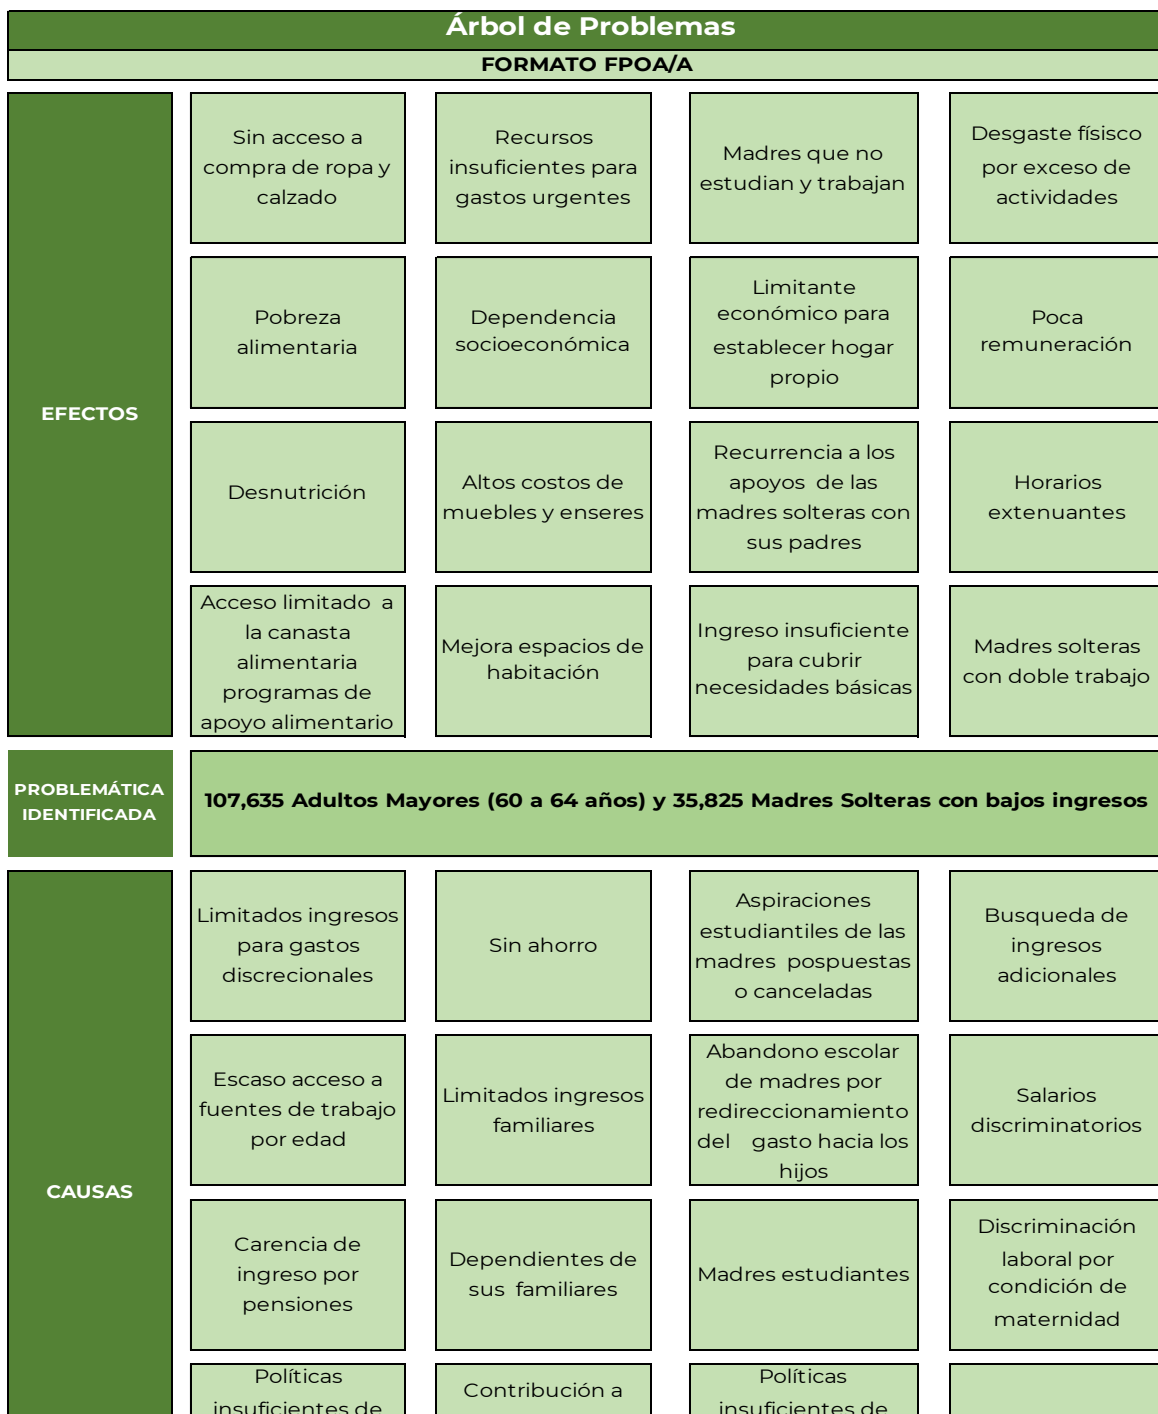 Árbol de Problemas
FORMATO FPOA/A
EFECTOS
Sin acceso a
compra de ropa y
calzado
Recursos
insuficientes para
gastos urgentes
Madres que no
estudian y trabajan
Desgaste físisco
por exceso de
actividades
Pobreza
alimentaria
Dependencia
socioeconómica
Limitante
económico para
establecer hogar
propio
Poca
remuneración
Desnutrición
Altos costos de
muebles y enseres
Recurrencia a los
apoyos de las
madres solteras con
sus padres
Horarios
extenuantes
Acceso limitado a
la canasta
alimentaria
programas de
apoyo alimentario
Mejora espacios de
habitación
Ingreso insuficiente
para cubrir
necesidades básicas
Madres solteras
con doble trabajo
PROBLEMÁTICA
IDENTIFICADA
107,635 Adultos Mayores (60 a 64 años) y 35,825 Madres Solteras con bajos ingresos
CAUSAS
Limitados ingresos
para gastos
discrecionales
Sin ahorro
Aspiraciones
estudiantiles de las
madres pospuestas
o canceladas
Busqueda de
ingresos
adicionales
Escaso acceso a
fuentes de trabajo
por edad
Limitados ingresos
familiares
Abandono escolar
de madres por
redireccionamiento
del gasto hacia los
hijos
Salarios
discriminatorios
Carencia de
ingreso por
pensiones
Dependientes de
sus familiares
Madres estudiantes
Discriminación
laboral por
condición de
maternidad
Políticas
insuficientes de
Contribución a
Políticas
insuficientes de